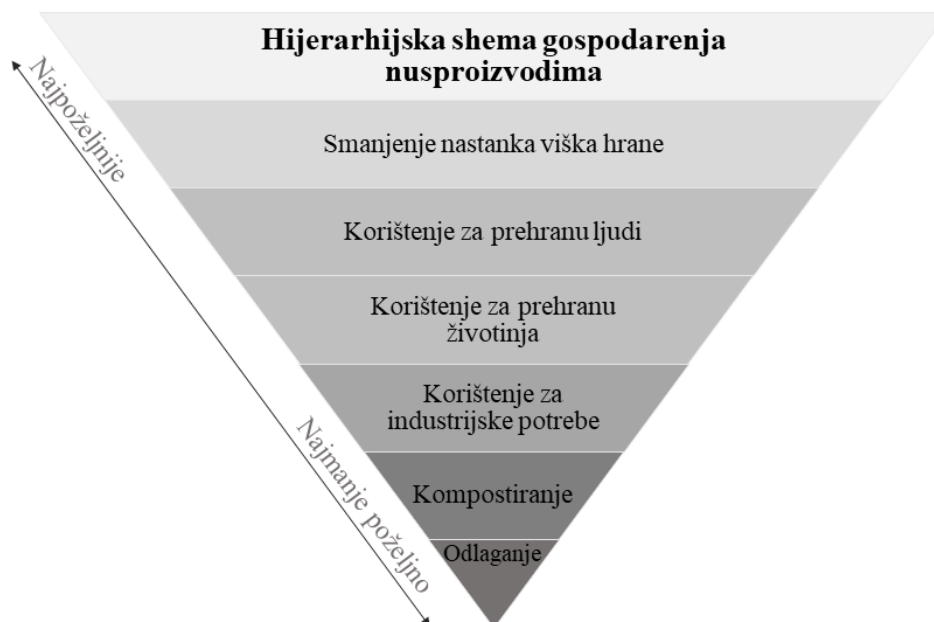 Hijerarhijska shema gospodarenja
nusproizvodima
Najpoželjnije
Smanjenje nastanka viška hrane
Korištenje za prehranu ljudi
Korištenje za prehranu
životinja
Korištenje za
industrijske potrebe
Najmanje poželjno
Kompostiranje
Odlaganje